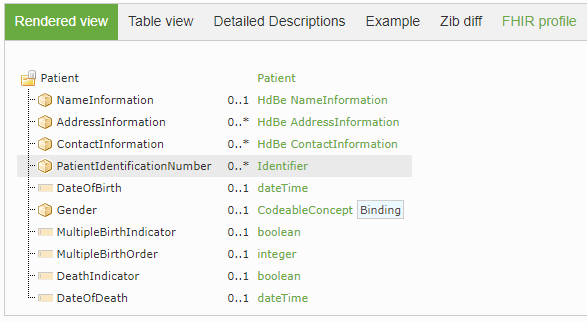 Rendered view Table view Detailed Descriptions Example Zib diff FHIR profile
Patient Patient
NameInformation 0..1 HdBe NameInformation
AddressInformation 0..* HdBe AddressInformation
ContactInformation 0..* HdBe ContactInformation
PatientIdentificationNumber 0..* Identifier
DateOfBirth 0..1 dateTime
Gender 0..1 CodeableConcept Binding
MultipleBirthIndicator 0..1 boolean
MultipleBirthOrder 0..1 integer
DeathIndicator 0..1 boolean
DateOfDeath 0..1 dateTime